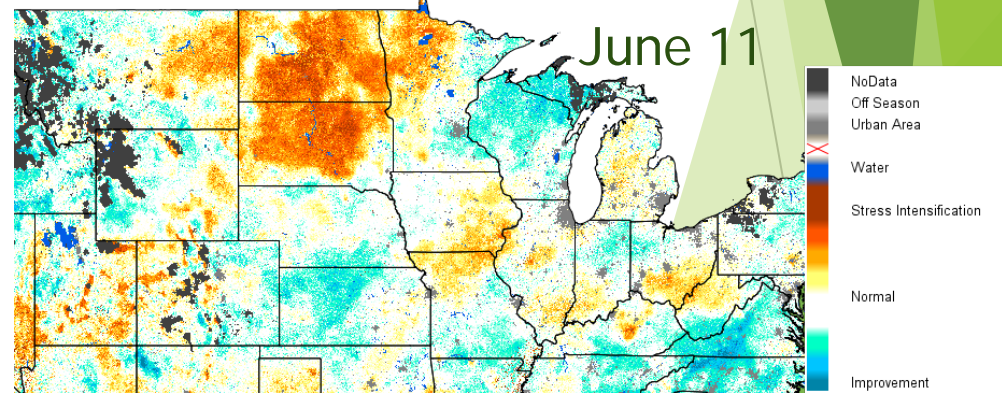 June 11
NoData
Off Season
Urban Area
Water
Stress Intensification
Normal
Improvement